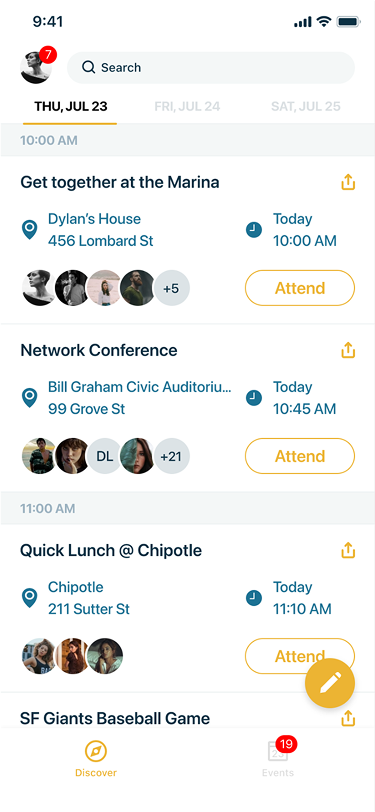 9:41
7
Search
THU, JUL 23
FRI, JUL 24
SAT, JUL 25
10:00 AM
Get together at the Marina
Dylan's House
456 Lombard St
Today
10:00 AM
+5
Attend
Network Conference
Bill Graham Civic Auditoriu...
99 Grove St
Today
10:45 AM
DL
+21
Attend
11:00 AM
Quick Lunch @ Chipotle
Chipotle
211 Sutter St
Today
11:10 AM
Attend
SF Giants Baseball Game
19
Discover
Events